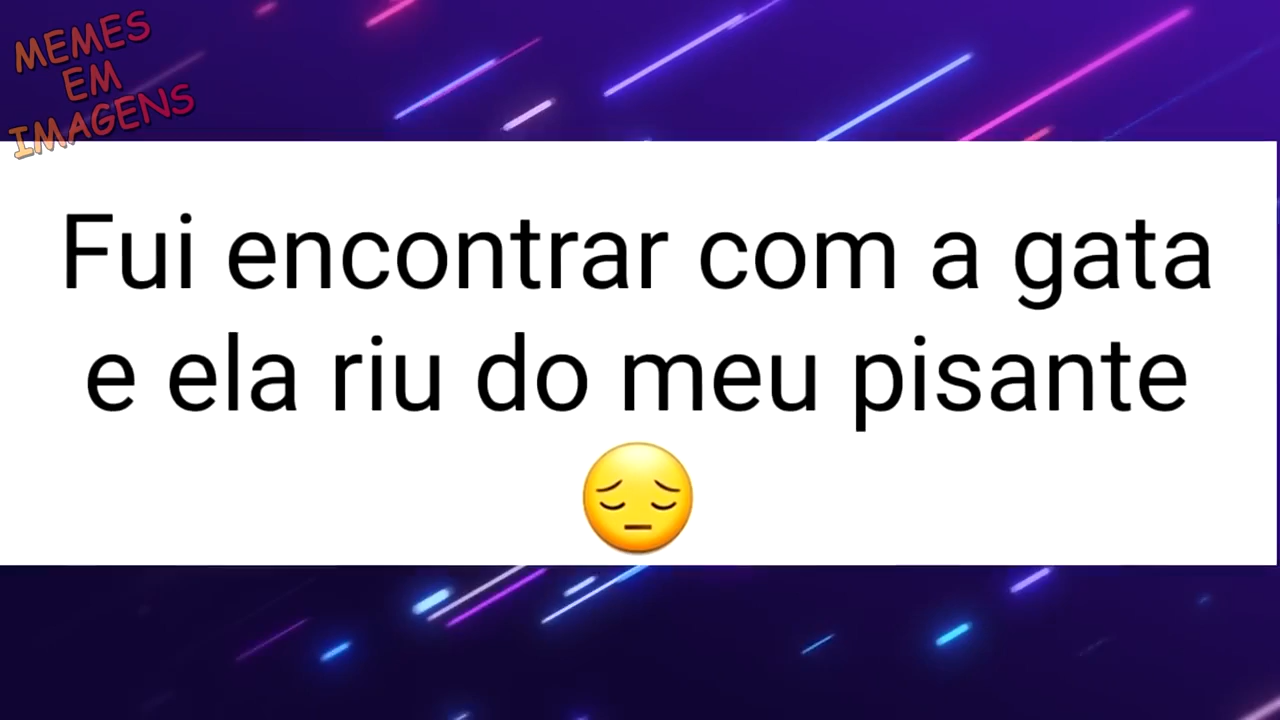 MEMES
EM
IMAGENS
Fui encontrar com a gata
e ela riu do meu pisante
😔